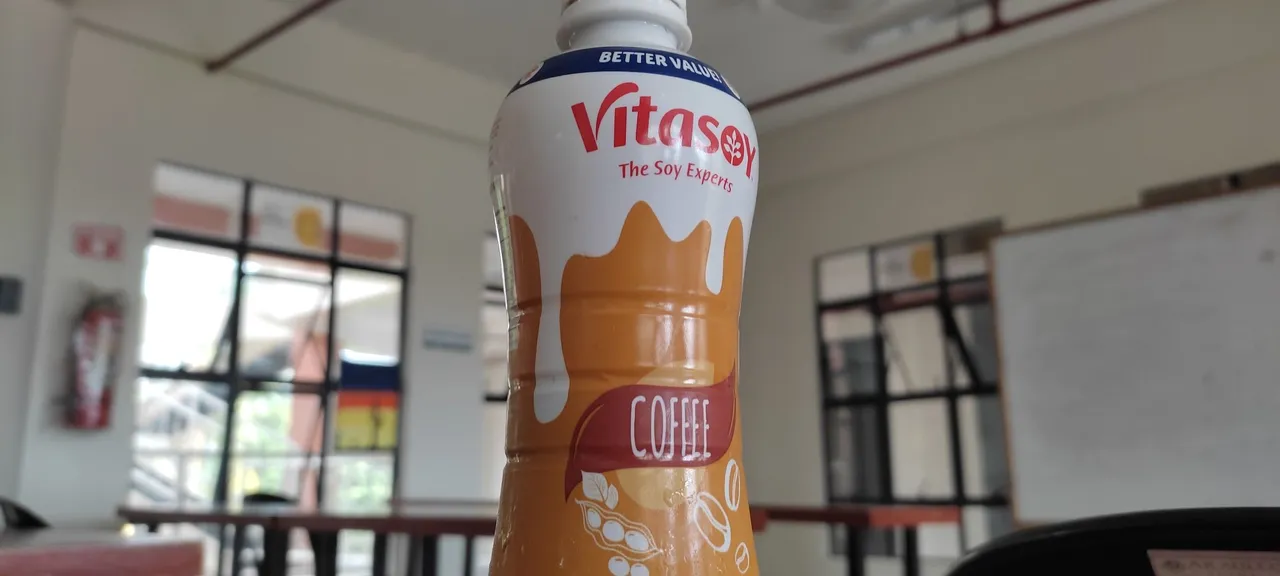 BETTER VALUE!
Vitasoy
The Soy Experts
COFFEE